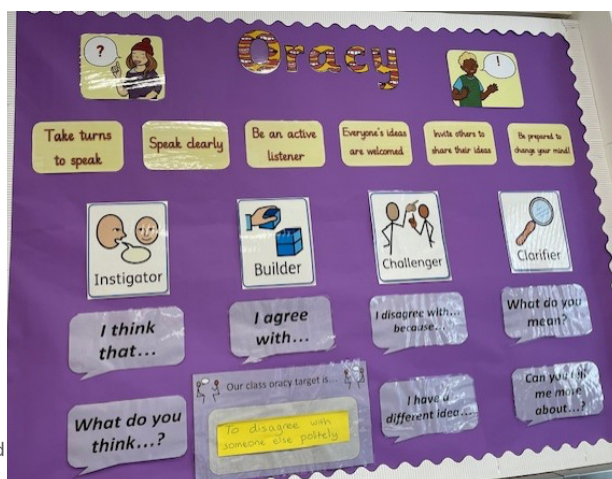 ?
Oracy
!
Take turns
to speak
Speak clearly
Be an active
listener
Everyone's ideas
are welcomed
Invite others to
share their ideas
Be prepared to
change your mind!
Instigator
Builder
Challenger
Clarifier
I think
that...
I agree
with...
I disagree with...
because...
What do you
mean?
What do you
think...?
Our class oracy target is...
To disagree with
someone else politely
I have a
different idea...
Can you tell
me more
about...?